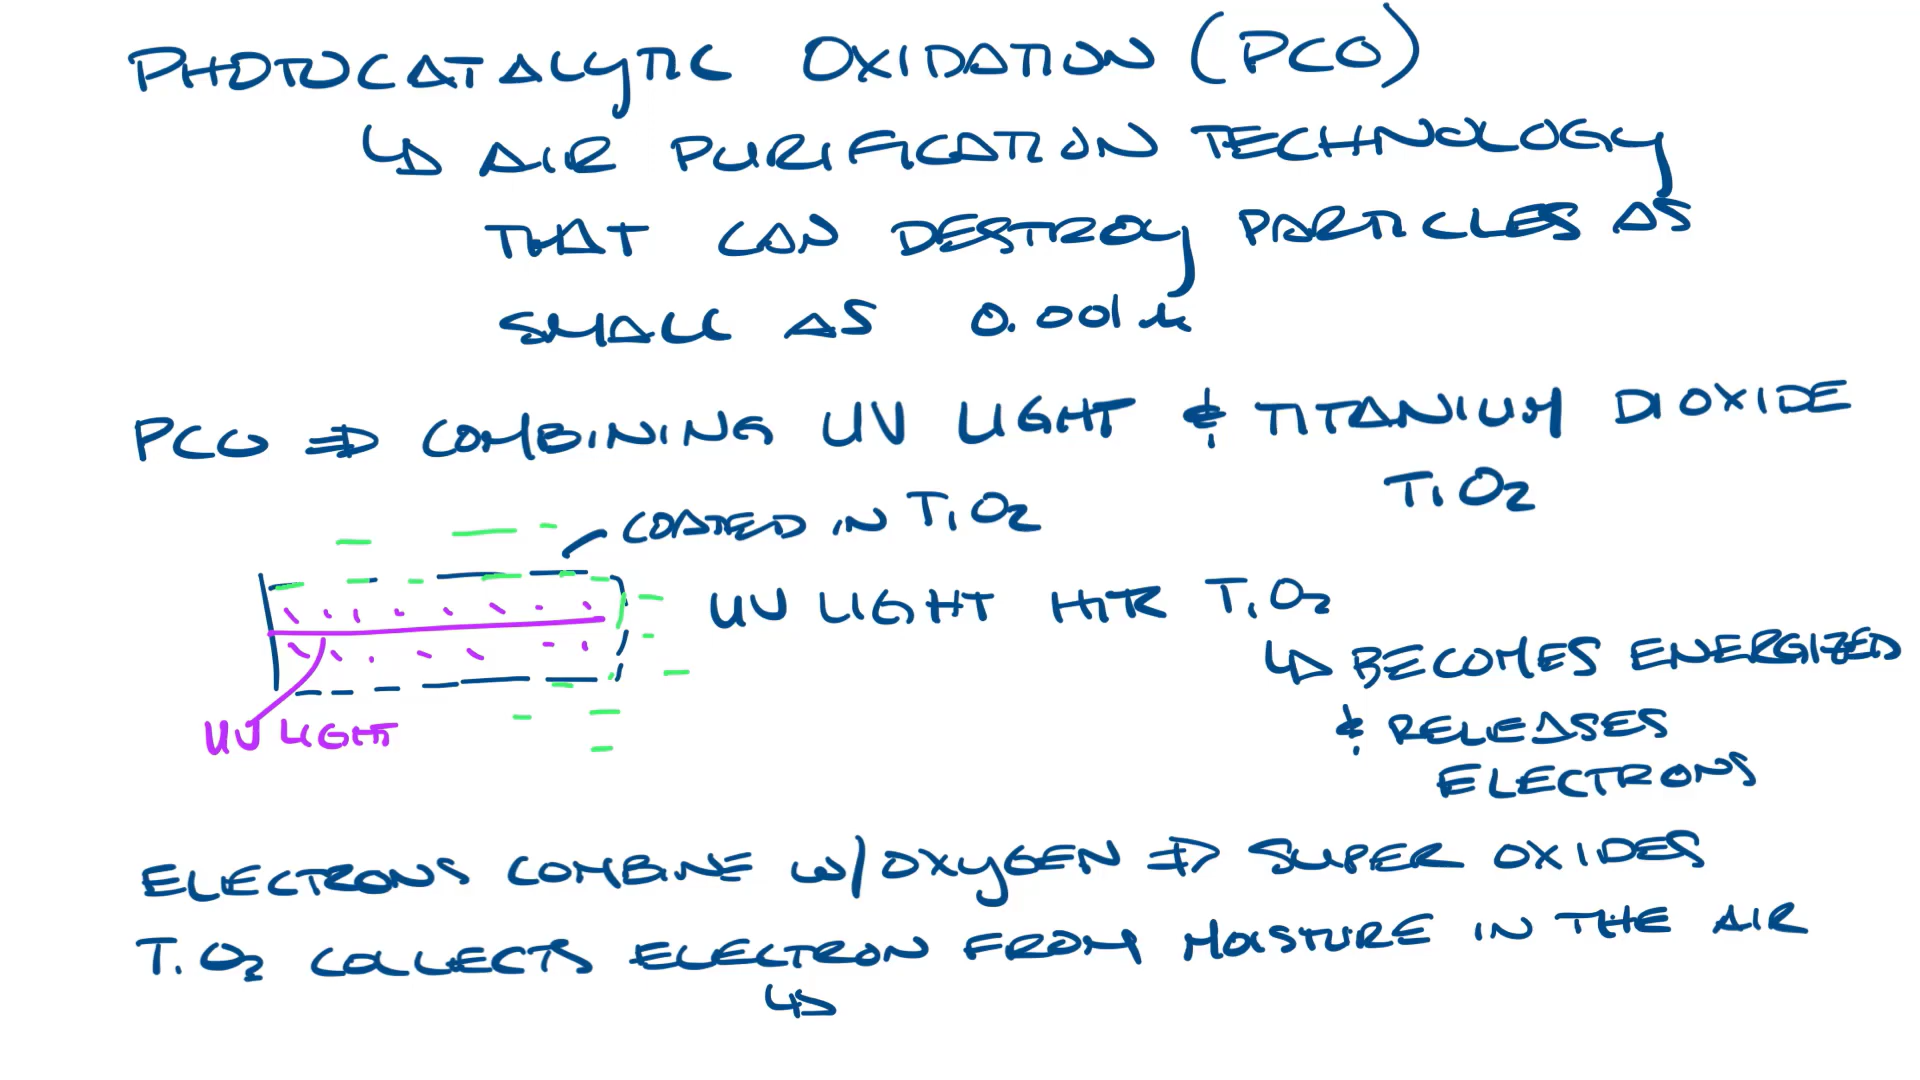 PHOTOCATALYTIC OXIDATION (PCO)
↳ AIR PURIFICATION TECHNOLOGY
THAT CAN DESTROY PARTICLES AS
SMALL AS 0.001 μ
PCO ⇒ COMBINING UV LIGHT & TITANIUM DIOXIDE
TiO2
COATED IN TiO2
UV LIGHT HITS TiO2
↳ BECOMES ENERGIZED
& RELEASES
ELECTRONS
UV LIGHT
ELECTRONS COMBINE W/ OXYGEN ⇒ SUPER OXIDES
TiO2 COLLECTS ELECTRON FROM MOISTURE IN THE AIR
↳